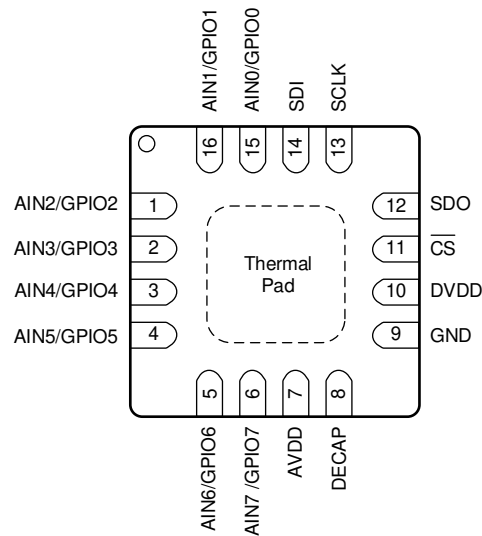 AIN1/GPIO1
AIN0/GPIO0
SDI
SCLK
16
15
14
13
AIN2/GPIO2 1
12 SDO
AIN3/GPIO3 2
11 C̅S̅
AIN4/GPIO4 3
10 DVDD
AIN5/GPIO5 4
9 GND
Thermal
Pad
5
6
7
8
AIN6/GPIO6
AIN7 /GPIO7
AVDD
DECAP